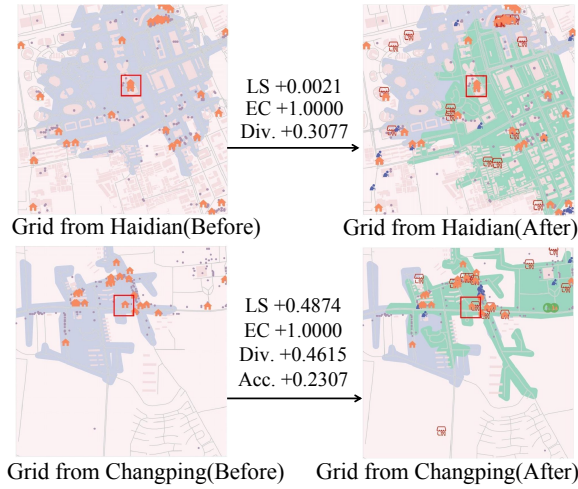 LS +0.0021
EC +1.0000
Div. +0.3077
Grid from Haidian(Before)
Grid from Haidian(After)
LS +0.4874
EC +1.0000
Div. +0.4615
Acc. +0.2307
Grid from Changping(Before)
Grid from Changping(After)